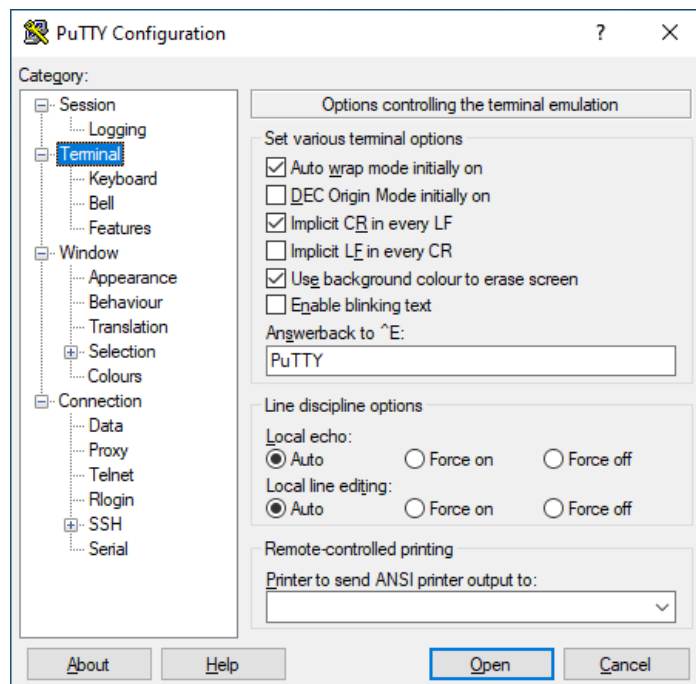 PuTTY Configuration
?
Category:
Session
Logging
Terminal
Keyboard
Bell
Features
Window
Appearance
Behaviour
Translation
Selection
Colours
Connection
Data
Proxy
Telnet
Rlogin
SSH
Serial
Options controlling the terminal emulation
Set various terminal options
Auto wrap mode initially on
DEC Origin Mode initially on
Implicit CR in every LF
Implicit LF in every CR
Use background colour to erase screen
Enable blinking text
Answerback to ^E:
PuTTY
Line discipline options
Local echo:
Auto Force on Force off
Local line editing:
Auto Force on Force off
Remote-controlled printing
Printer to send ANSI printer output to:
About Help Open Cancel